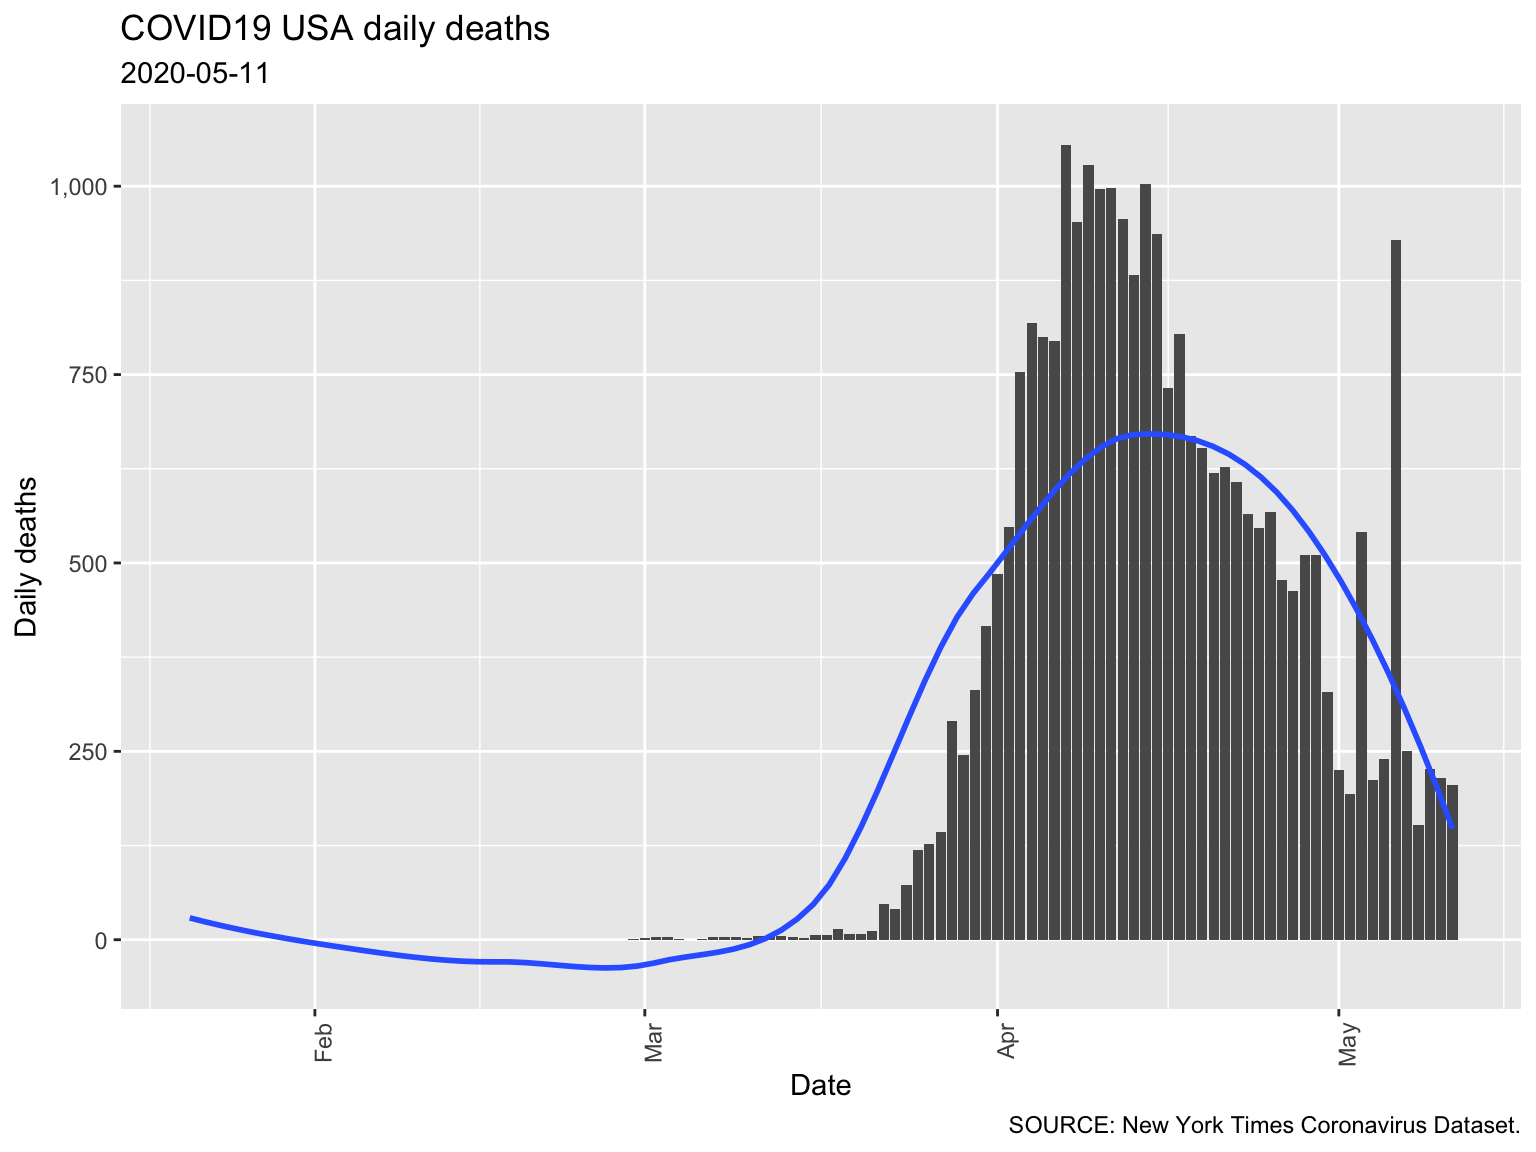 COVID19 USA daily deaths
2020-05-11
Daily deaths
1,000
750
500
250
0
Feb
Mar
Apr
May
Date
SOURCE: New York Times Coronavirus Dataset.